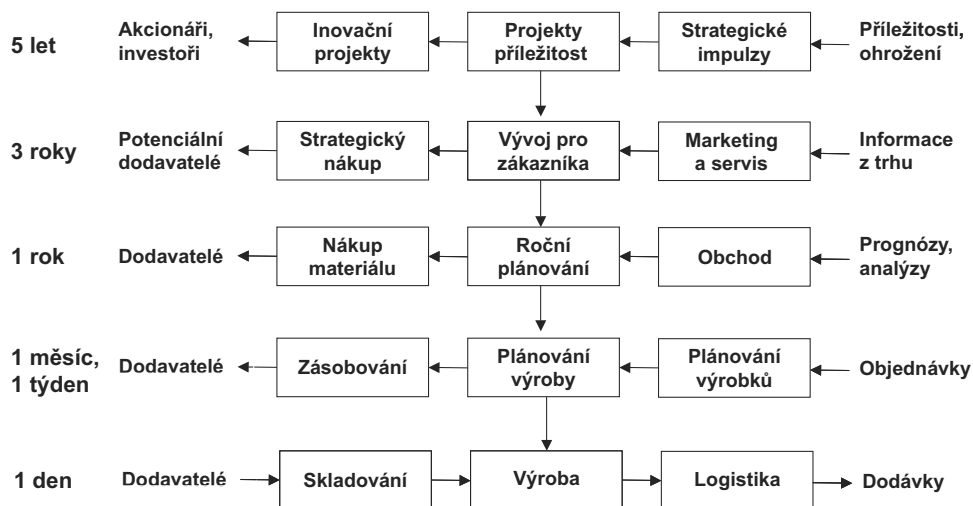 5 let
Akcionáři,
investoři
Inovační
projekty
Projekty
příležitost
Strategické
impulzy
Příležitosti,
ohrožení
3 roky
Potenciální
dodavatelé
Strategický
nákup
Vývoj pro
zákazníka
Marketing
a servis
Informace
z trhu
1 rok
Dodavatelé
Nákup
materiálu
Roční
plánování
Obchod
Prognózy,
analýzy
1 měsíc,
1 týden
Dodavatelé
Zásobování
Plánování
výroby
Plánování
výrobků
Objednávky
1 den
Dodavatelé
Skladování
Výroba
Logistika
Dodávky